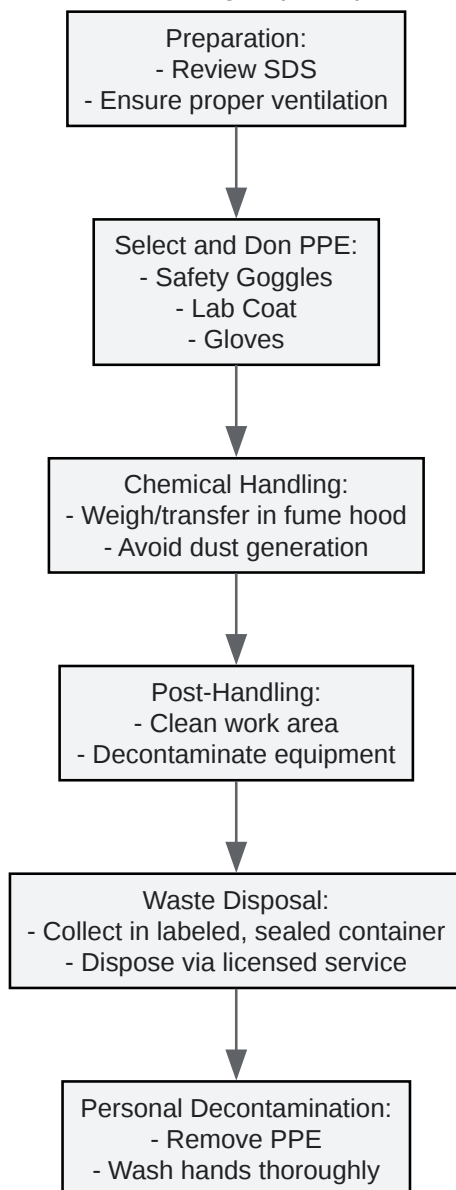 Preparation:
- Review SDS
- Ensure proper ventilation
Select and Don PPE:
- Safety Goggles
- Lab Coat
- Gloves
Chemical Handling:
- Weigh/transfer in fume hood
- Avoid dust generation
Post-Handling:
- Clean work area
- Decontaminate equipment
Waste Disposal:
- Collect in labeled, sealed container
- Dispose via licensed service
Personal Decontamination:
- Remove PPE
- Wash hands thoroughly